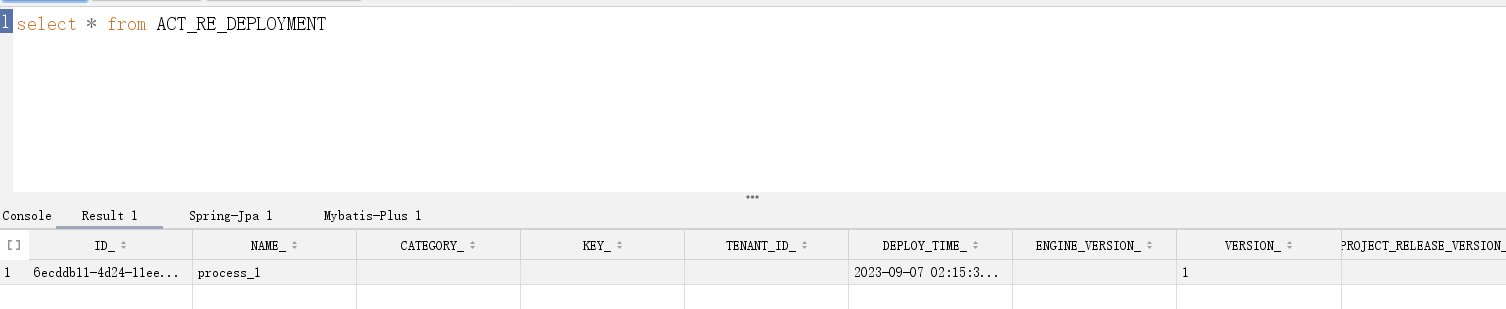 1 select * from ACT_RE_DEPLOYMENT
Console Result 1 Spring-Jpa 1 Mybatis-Plus 1
[] ID_ NAME_ CATEGORY_ KEY_ TENANT_ID_ DEPLOY_TIME_ ENGINE_VERSION_ VERSION_ PROJECT_RELEASE_VERSION_
1 6ecddb11-4d24-11ee... process_1 2023-09-07 02:15:3... 1